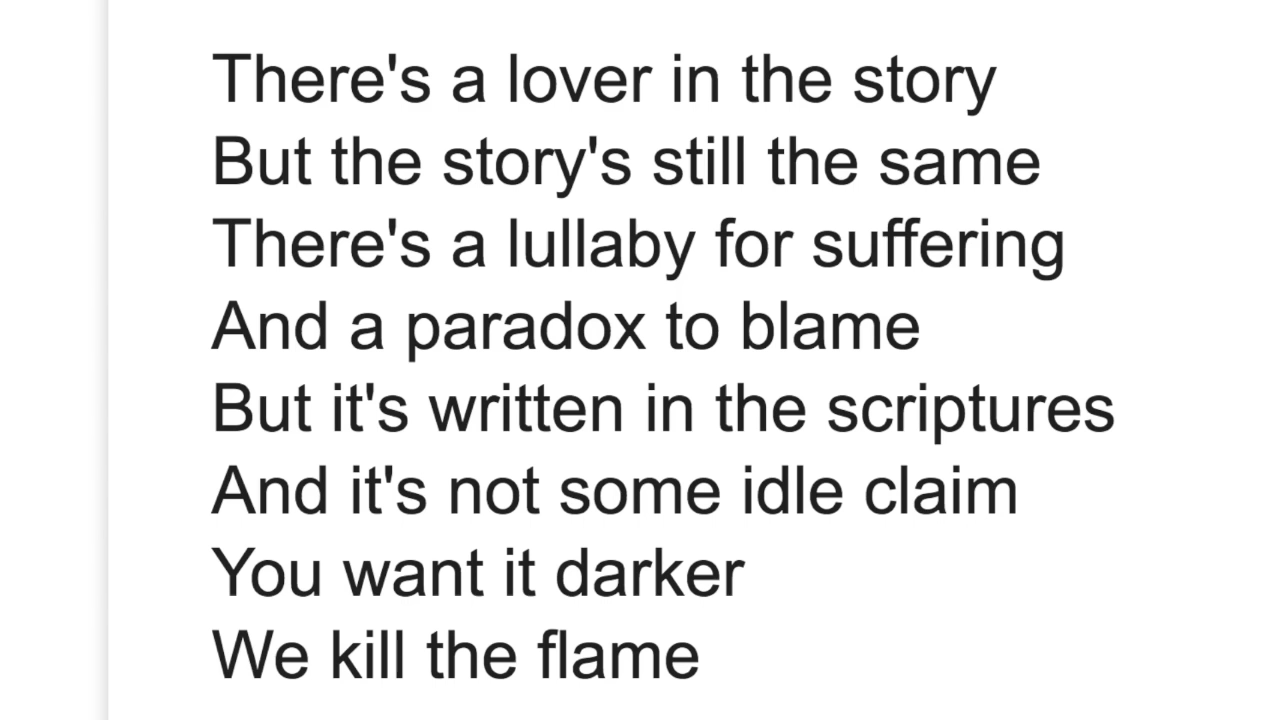 There's a lover in the story
But the story's still the same
There's a lullaby for suffering
And a paradox to blame
But it's written in the scriptures
And it's not some idle claim
You want it darker
We kill the flame